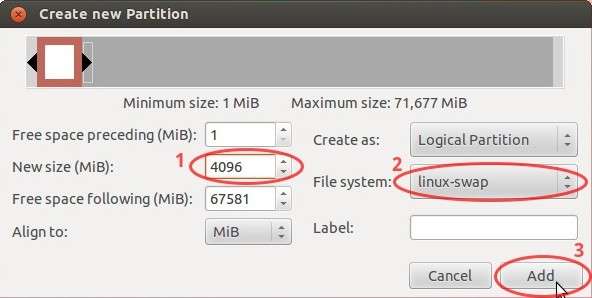 Create new Partition
Minimum size: 1 MiB Maximum size: 71,677 MiB
Free space preceding (MiB): 1 Create as: Logical Partition
New size (MiB): 1 4096 2 File system: linux-swap
Free space following (MiB): 67581
Align to: MiB Label:
3
Cancel Add